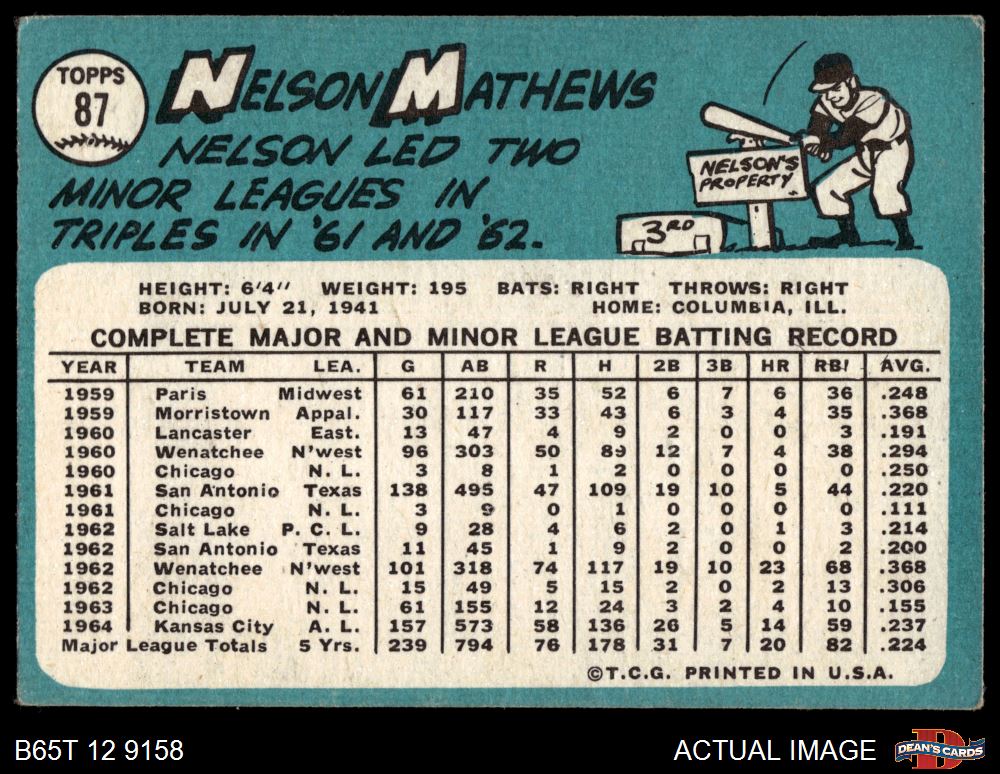 TOPPS
87
NELSON MATHEWS
NELSON LED TWO
MINOR LEAGUES IN
TRIPLES IN '61 AND '62.
NELSON'S
PROPERTY
3RD
HEIGHT: 6'4" WEIGHT: 195 BATS: RIGHT THROWS: RIGHT
BORN: JULY 21, 1941 HOME: COLUMBIA, ILL.
COMPLETE MAJOR AND MINOR LEAGUE BATTING RECORD
YEAR TEAM LEA. G AB R H 2B 3B HR RBI AVG.
1959 Paris Midwest 61 210 35 52 6 7 6 36 .248
1959 Morristown Appal. 30 117 33 43 6 3 4 35 .368
1960 Lancaster East. 13 47 4 9 2 0 0 3 .191
1960 Wenatchee N'west 96 303 50 89 12 7 4 38 .294
1960 Chicago N. L. 3 8 1 2 0 0 0 0 .250
1961 San Antonio Texas 138 495 47 109 19 10 5 44 .220
1961 Chicago N. L. 3 9 0 1 0 0 0 0 .111
1962 Salt Lake P. C. L. 9 28 4 6 2 0 1 3 .214
1962 San Antonio Texas 11 45 1 9 2 0 0 2 .200
1962 Wenatchee N'west 101 318 74 117 19 10 23 68 .368
1962 Chicago N. L. 15 49 5 15 2 0 2 13 .306
1963 Chicago N. L. 61 155 12 24 3 2 4 10 .155
1964 Kansas City A. L. 157 573 58 136 26 5 14 59 .237
Major League Totals 5 Yrs. 239 794 76 178 31 7 20 82 .224
©T.C.G. PRINTED IN U.S.A.
B65T 12 9158 ACTUAL IMAGE D DEAN'S CARDS